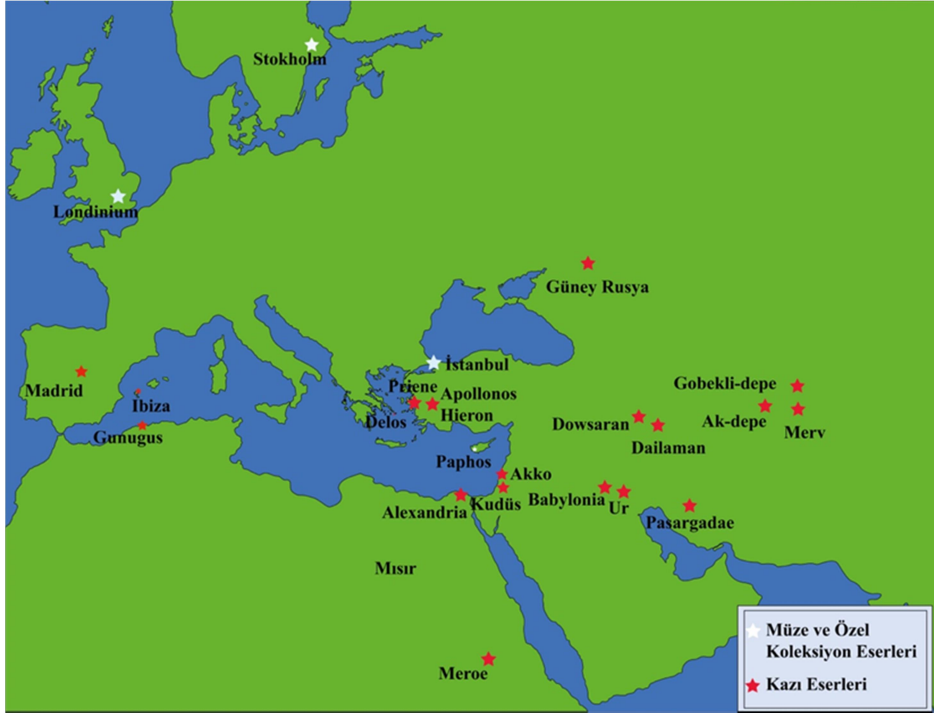 Stokholm
Londinium
Güney Rusya
İstanbul
Madrid
İbiza
Gunugus
Priene
Apollonos
Hieron
Delos
Gobekli-depe
Ak-depe
Merv
Dowsaran
Dailaman
Paphos
Akko
Kudüs
Alexandria
Babylonia
Ur
Pasargadae
Mısır
Meroe
Müze ve Özel
Koleksiyon Eserleri
Kazı Eserleri